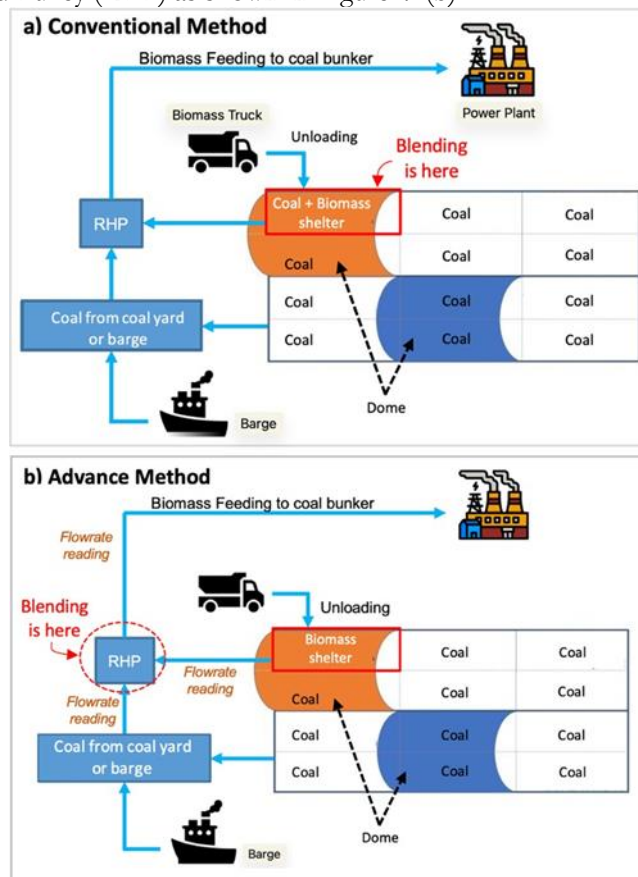 a) Conventional Method
Biomass Feeding to coal bunker
Power Plant
Biomass Truck
Unloading
Blending
is here
Coal + Biomass
shelter
Coal
Coal
RHP
Coal
Coal
Coal
Coal from coal yard
or barge
Coal
Coal
Coal
Coal
Coal
Coal
Dome
Barge
b) Advance Method
Biomass Feeding to coal bunker
Flowrate
reading
Unloading
Blending
is here
Biomass
shelter
Coal
Coal
RHP
Flowrate
reading
Coal
Coal
Coal
Flowrate
reading
Coal from coal yard
or barge
Coal
Coal
Coal
Coal
Coal
Coal
Dome
Barge